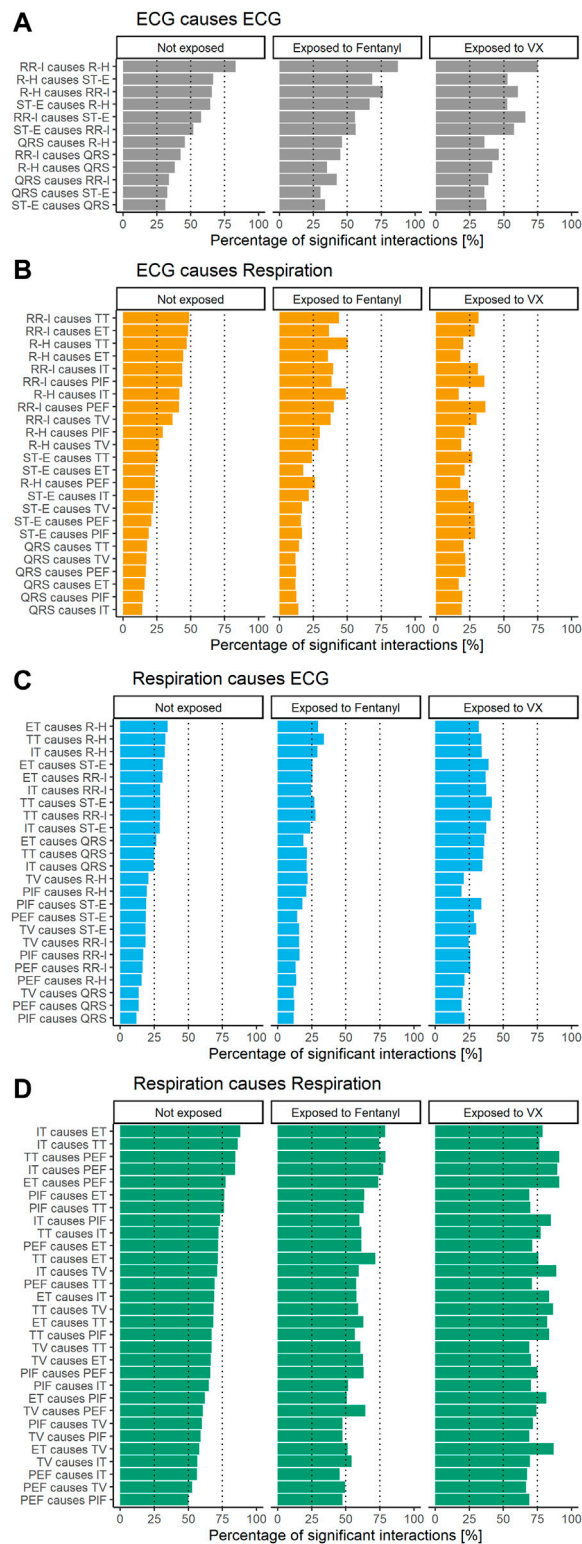 A
ECG causes ECG
Not exposed
Exposed to Fentanyl
Exposed to VX
RR-I causes R-H
R-H causes ST-E
R-H causes RR-I
ST-E causes R-H
RR-I causes ST-E
ST-E causes RR-I
QRS causes R-H
RR-I causes QRS
R-H causes QRS
QRS causes RR-I
QRS causes ST-E
ST-E causes QRS
0 25 50 75 100 0 25 50 75 100 0 25 50 75 100
Percentage of significant interactions [%]
B
ECG causes Respiration
Not exposed
Exposed to Fentanyl
Exposed to VX
RR-I causes TT
RR-I causes ET
R-H causes TT
R-H causes ET
RR-I causes IT
RR-I causes PIF
R-H causes IT
RR-I causes PEF
RR-I causes TV
R-H causes PIF
R-H causes TV
ST-E causes TT
ST-E causes ET
R-H causes PEF
ST-E causes IT
ST-E causes TV
ST-E causes PEF
ST-E causes PIF
QRS causes TT
QRS causes TV
QRS causes PEF
QRS causes ET
QRS causes PIF
QRS causes IT
0 25 50 75 100 0 25 50 75 100 0 25 50 75 100
Percentage of significant interactions [%]
C
Respiration causes ECG
Not exposed
Exposed to Fentanyl
Exposed to VX
ET causes R-H
TT causes R-H
IT causes R-H
ET causes ST-E
ET causes RR-I
IT causes RR-I
TT causes ST-E
TT causes RR-I
IT causes ST-E
ET causes QRS
TT causes QRS
IT causes QRS
TV causes R-H
PIF causes R-H
PIF causes ST-E
PEF causes ST-E
TV causes ST-E
TV causes RR-I
PIF causes RR-I
PEF causes RR-I
PEF causes R-H
TV causes QRS
PEF causes QRS
PIF causes QRS
0 25 50 75 100 0 25 50 75 100 0 25 50 75 100
Percentage of significant interactions [%]
D
Respiration causes Respiration
Not exposed
Exposed to Fentanyl
Exposed to VX
IT causes ET
IT causes TT
TT causes PEF
IT causes PEF
ET causes PEF
PIF causes ET
PIF causes TT
IT causes PIF
TT causes IT
PEF causes ET
TT causes ET
IT causes TV
PEF causes TT
ET causes IT
TT causes TV
ET causes TT
TT causes PIF
TV causes TT
TV causes ET
PIF causes PEF
PIF causes IT
ET causes PIF
TV causes PEF
PIF causes TV
TV causes PIF
ET causes TV
TV causes IT
PEF causes IT
PEF causes TV
PEF causes PIF
0 25 50 75 100 0 25 50 75 100 0 25 50 75 100
Percentage of significant interactions [%]